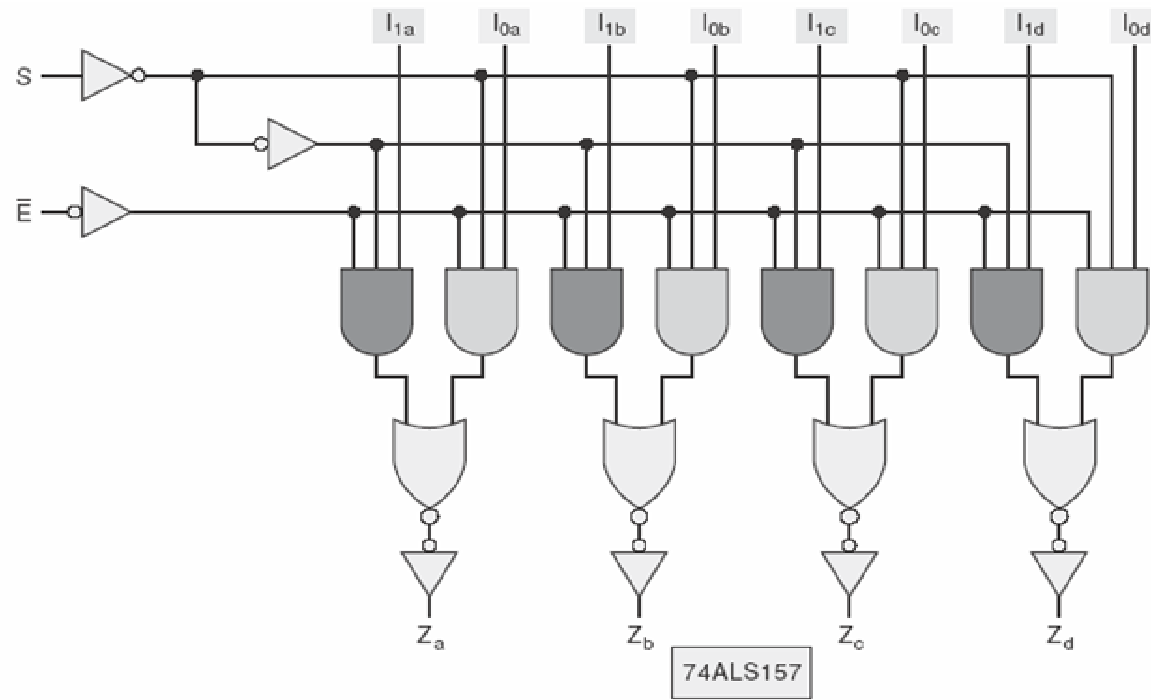 I1a I0a I1b I0b I1c I0c I1d I0d
S
E̅
Za Zb Zc Zd
74ALS157